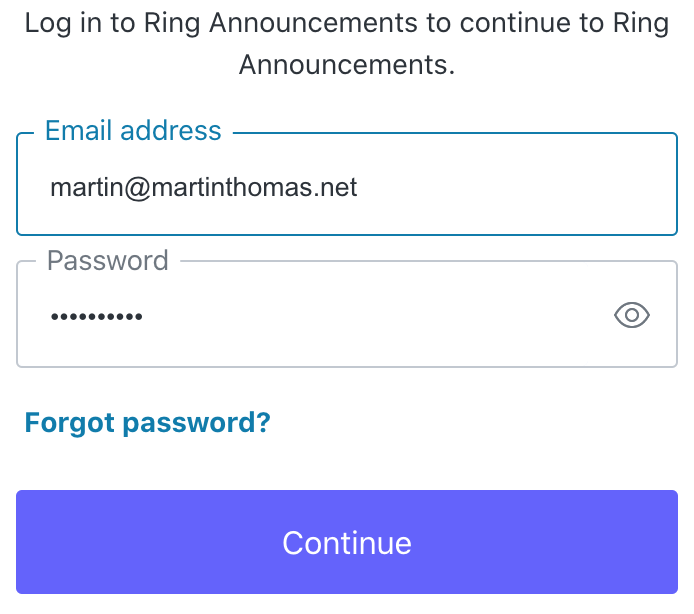 Log in to Ring Announcements to continue to Ring
Announcements.
Email address
martin@martinthomas.net
Password
••••••••••
Forgot password?
Continue